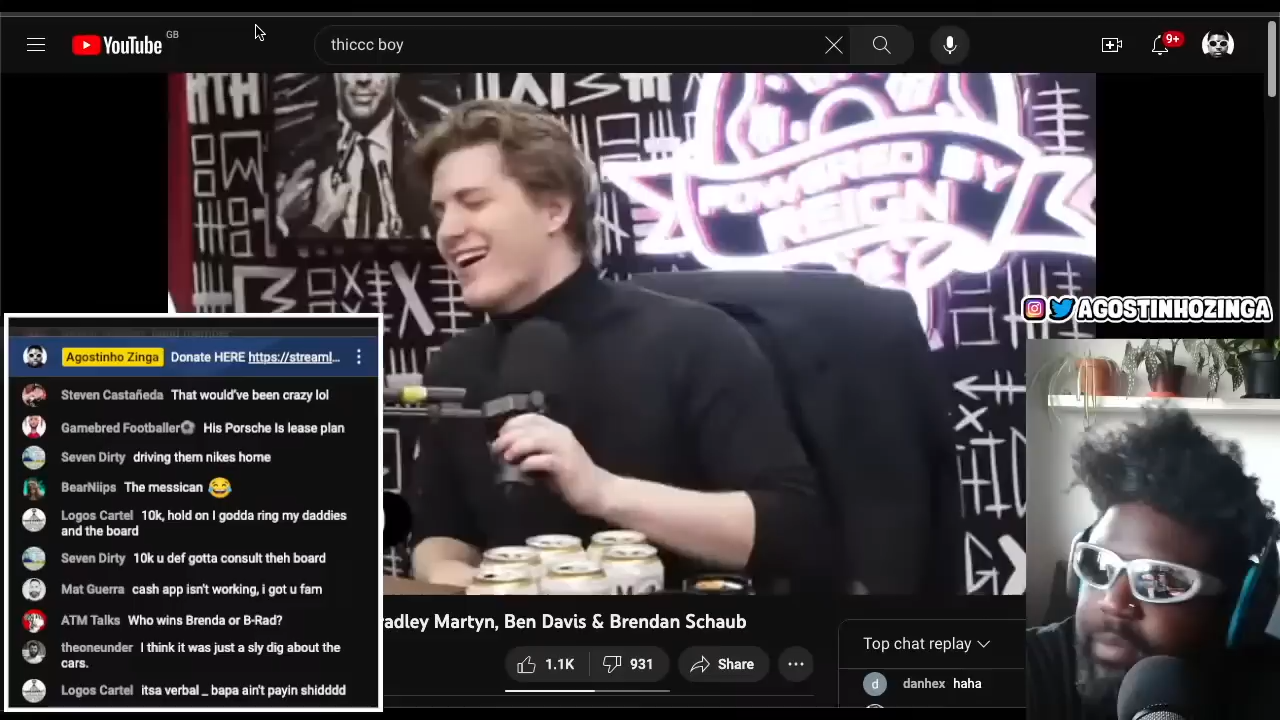 YouTube GB
thiccc boy
9+
POWERED BY
REIGN
AGOSTINHOZINGA
Agostinho Zinga Donate HERE https://streaml...
Steven Castañeda That would've been crazy lol
Gamebred Footballer⚽ His Porsche Is lease plan
Seven Dirty driving them nikes home
BearNiips The messican 😂
Logos Cartel 10k, hold on I godda ring my daddies
and the board
Seven Dirty 10k u def gotta consult theh board
Mat Guerra cash app isn't working, i got u fam
ATM Talks Who wins Brenda or B-Rad?
theoneunder I think it was just a sly dig about the
cars.
Logos Cartel itsa verbal _ bapa ain't payin shidddd
adley Martyn, Ben Davis & Brendan Schaub
1.1K 931 Share
Top chat replay
d danhex haha